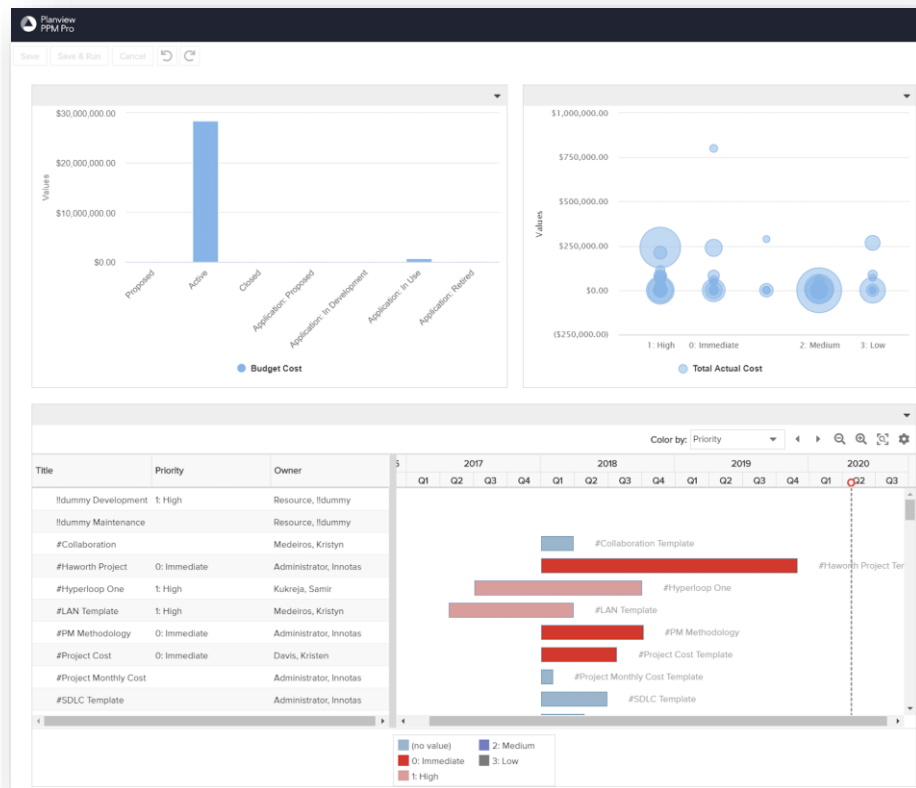 Planview
PPM Pro
Save Save & Run Cancel
$30,000,000.00
$20,000,000.00
$10,000,000.00
$0.00
Values
Proposed
Active
Closed
Application: Proposed
Application: In Development
Application: In Use
Application: Retired
Budget Cost
$1,000,000.00
$750,000.00
$500,000.00
$250,000.00
$0.00
($250,000.00)
Values
1: High 0: Immediate 2: Medium 3: Low
Total Actual Cost
Color by: Priority
Title Priority Owner
2017 2018 2019 2020
Q1 Q2 Q3 Q4 Q1 Q2 Q3 Q4 Q1 Q2 Q3 Q4 Q1 Q2 Q3
!!dummy Development 1: High Resource, !!dummy
!!dummy Maintenance Resource, !!dummy
#Collaboration Medeiros, Kristyn #Collaboration Template
#Haworth Project 0: Immediate Administrator, Innotas #Haworth Project Ter
#Hyperloop One 1: High Kukreja, Samir #Hyperloop One
#LAN Template 1: High Medeiros, Kristyn #LAN Template
#PM Methodology 0: Immediate Administrator, Innotas #PM Methodology
#Project Cost 0: Immediate Davis, Kristen #Project Cost Template
#Project Monthly Cost Administrator, Innotas #Project Monthly Cost Template
#SDLC Template Administrator, Innotas #SDLC Template
(no value) 2: Medium
0: Immediate 3: Low
1: High